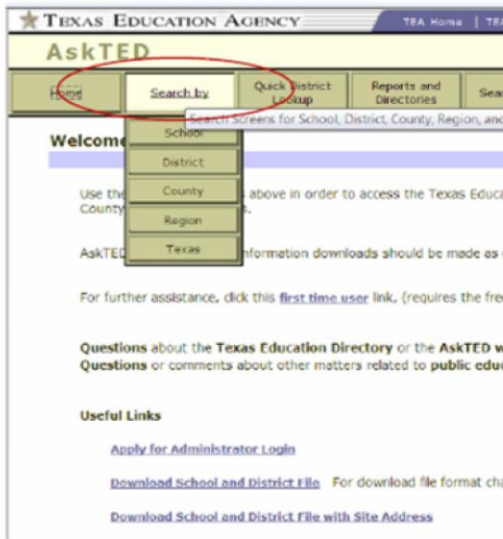 TEXAS EDUCATION AGENCY
TEA Home | TEA
AskTED
Home
Search by
Quick District Lookup
Reports and Directories
Search Screens for School, District, County, Region, and
Welcome
School
District
County
Region
Texas
Use the above in order to access the Texas
County
AskTED information downloads should be made as
For further assistance, click this first time user link, (requires the
Questions about the Texas Education Directory or the AskTED
Questions or comments about other matters related to public
Useful Links
Apply for Administrator Login
Download School and District File For download file format
Download School and District File with Site Address